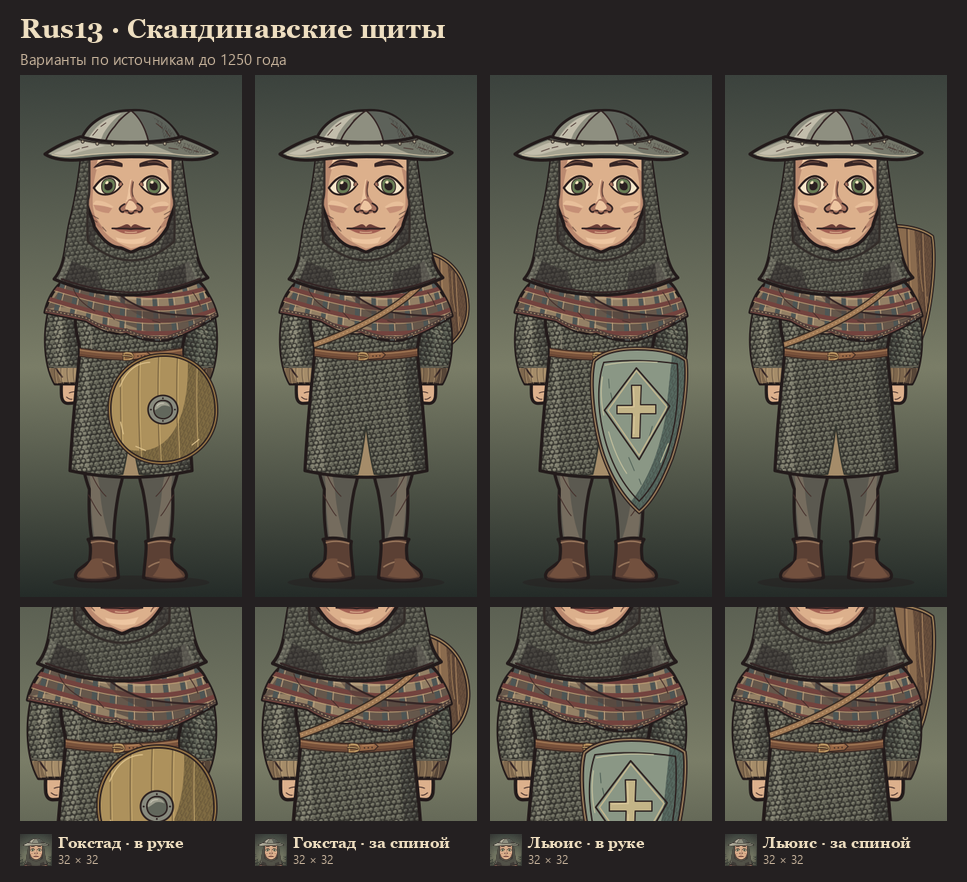 Rus13 · Скандинавские щиты
Варианты по источникам до 1250 года
Гокстад · в руке
32 × 32
Гокстад · за спиной
32 × 32
Льюис · в руке
32 × 32
Льюис · за спиной
32 × 32